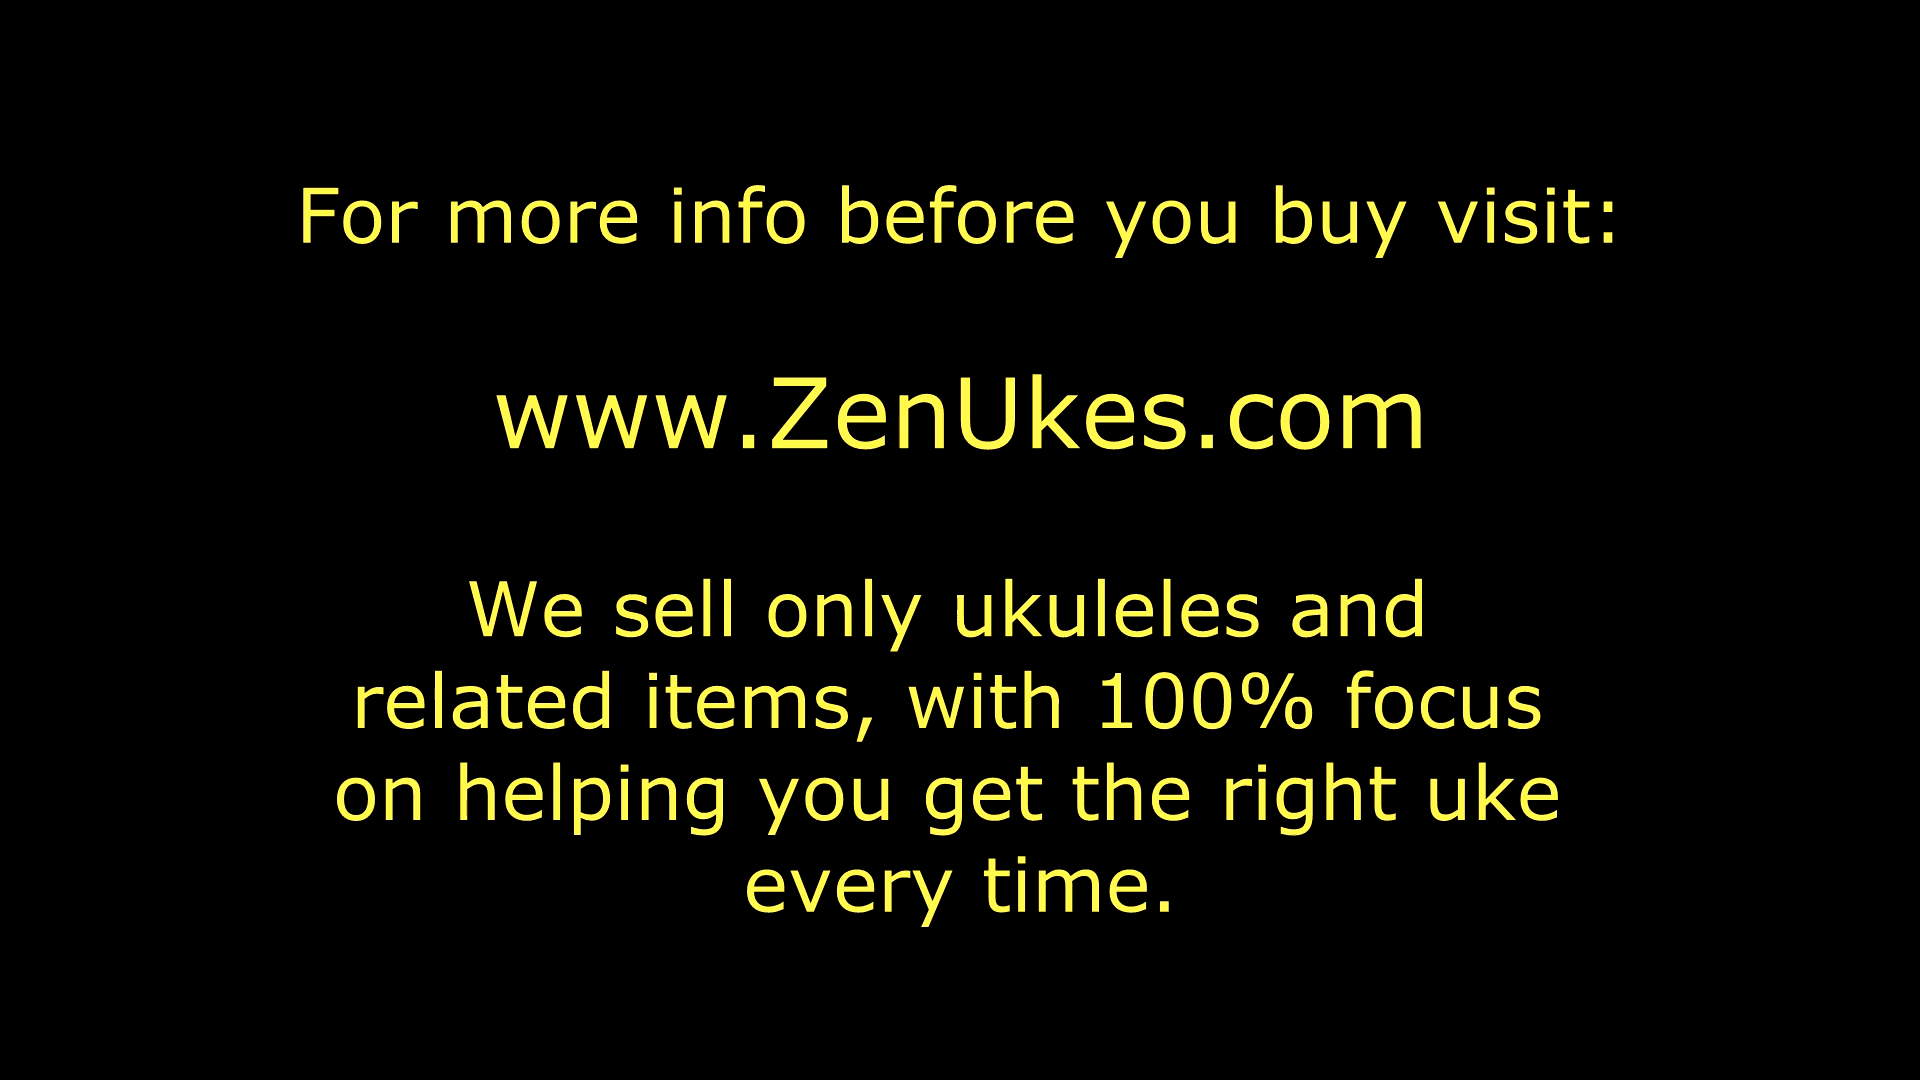 For more info before you buy visit:
www.ZenUkes.com
We sell only ukuleles and
related items, with 100% focus
on helping you get the right uke
every time.